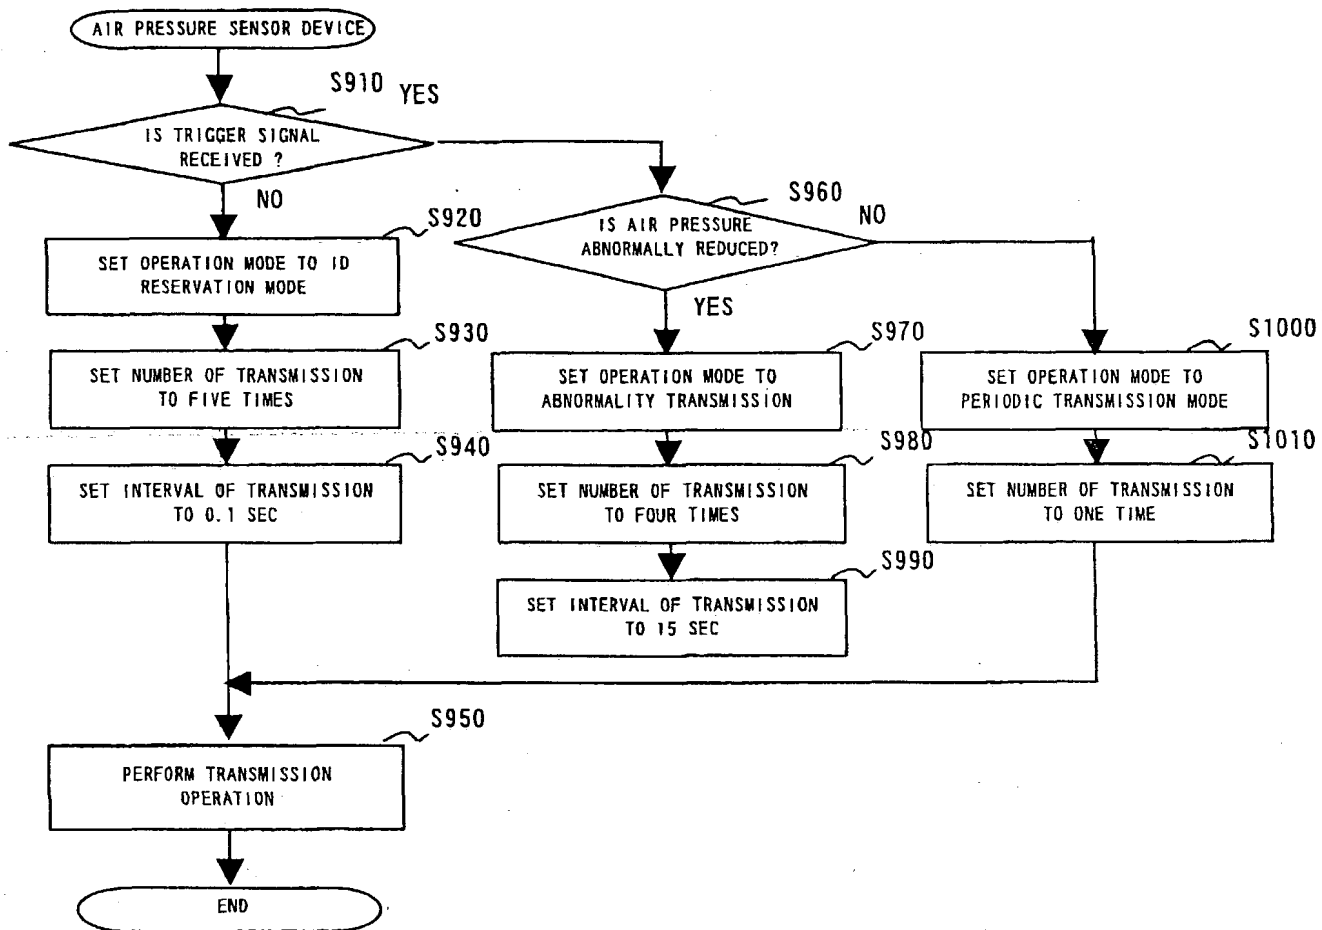 AIR PRESSURE SENSOR DEVICE
S910
YES
IS TRIGGER SIGNAL
RECEIVED ?
NO
S960
NO
IS AIR PRESSURE
ABNORMALLY REDUCED?
YES
S920
SET OPERATION MODE TO ID
RESERVATION MODE
S930
SET NUMBER OF TRANSMISSION
TO FIVE TIMES
S940
SET INTERVAL OF TRANSMISSION
TO 0.1 SEC
S970
SET OPERATION MODE TO
ABNORMALITY TRANSMISSION
S980
SET NUMBER OF TRANSMISSION
TO FOUR TIMES
S990
SET INTERVAL OF TRANSMISSION
TO 15 SEC
S1000
SET OPERATION MODE TO
PERIODIC TRANSMISSION MODE
S1010
SET NUMBER OF TRANSMISSION
TO ONE TIME
S950
PERFORM TRANSMISSION
OPERATION
END